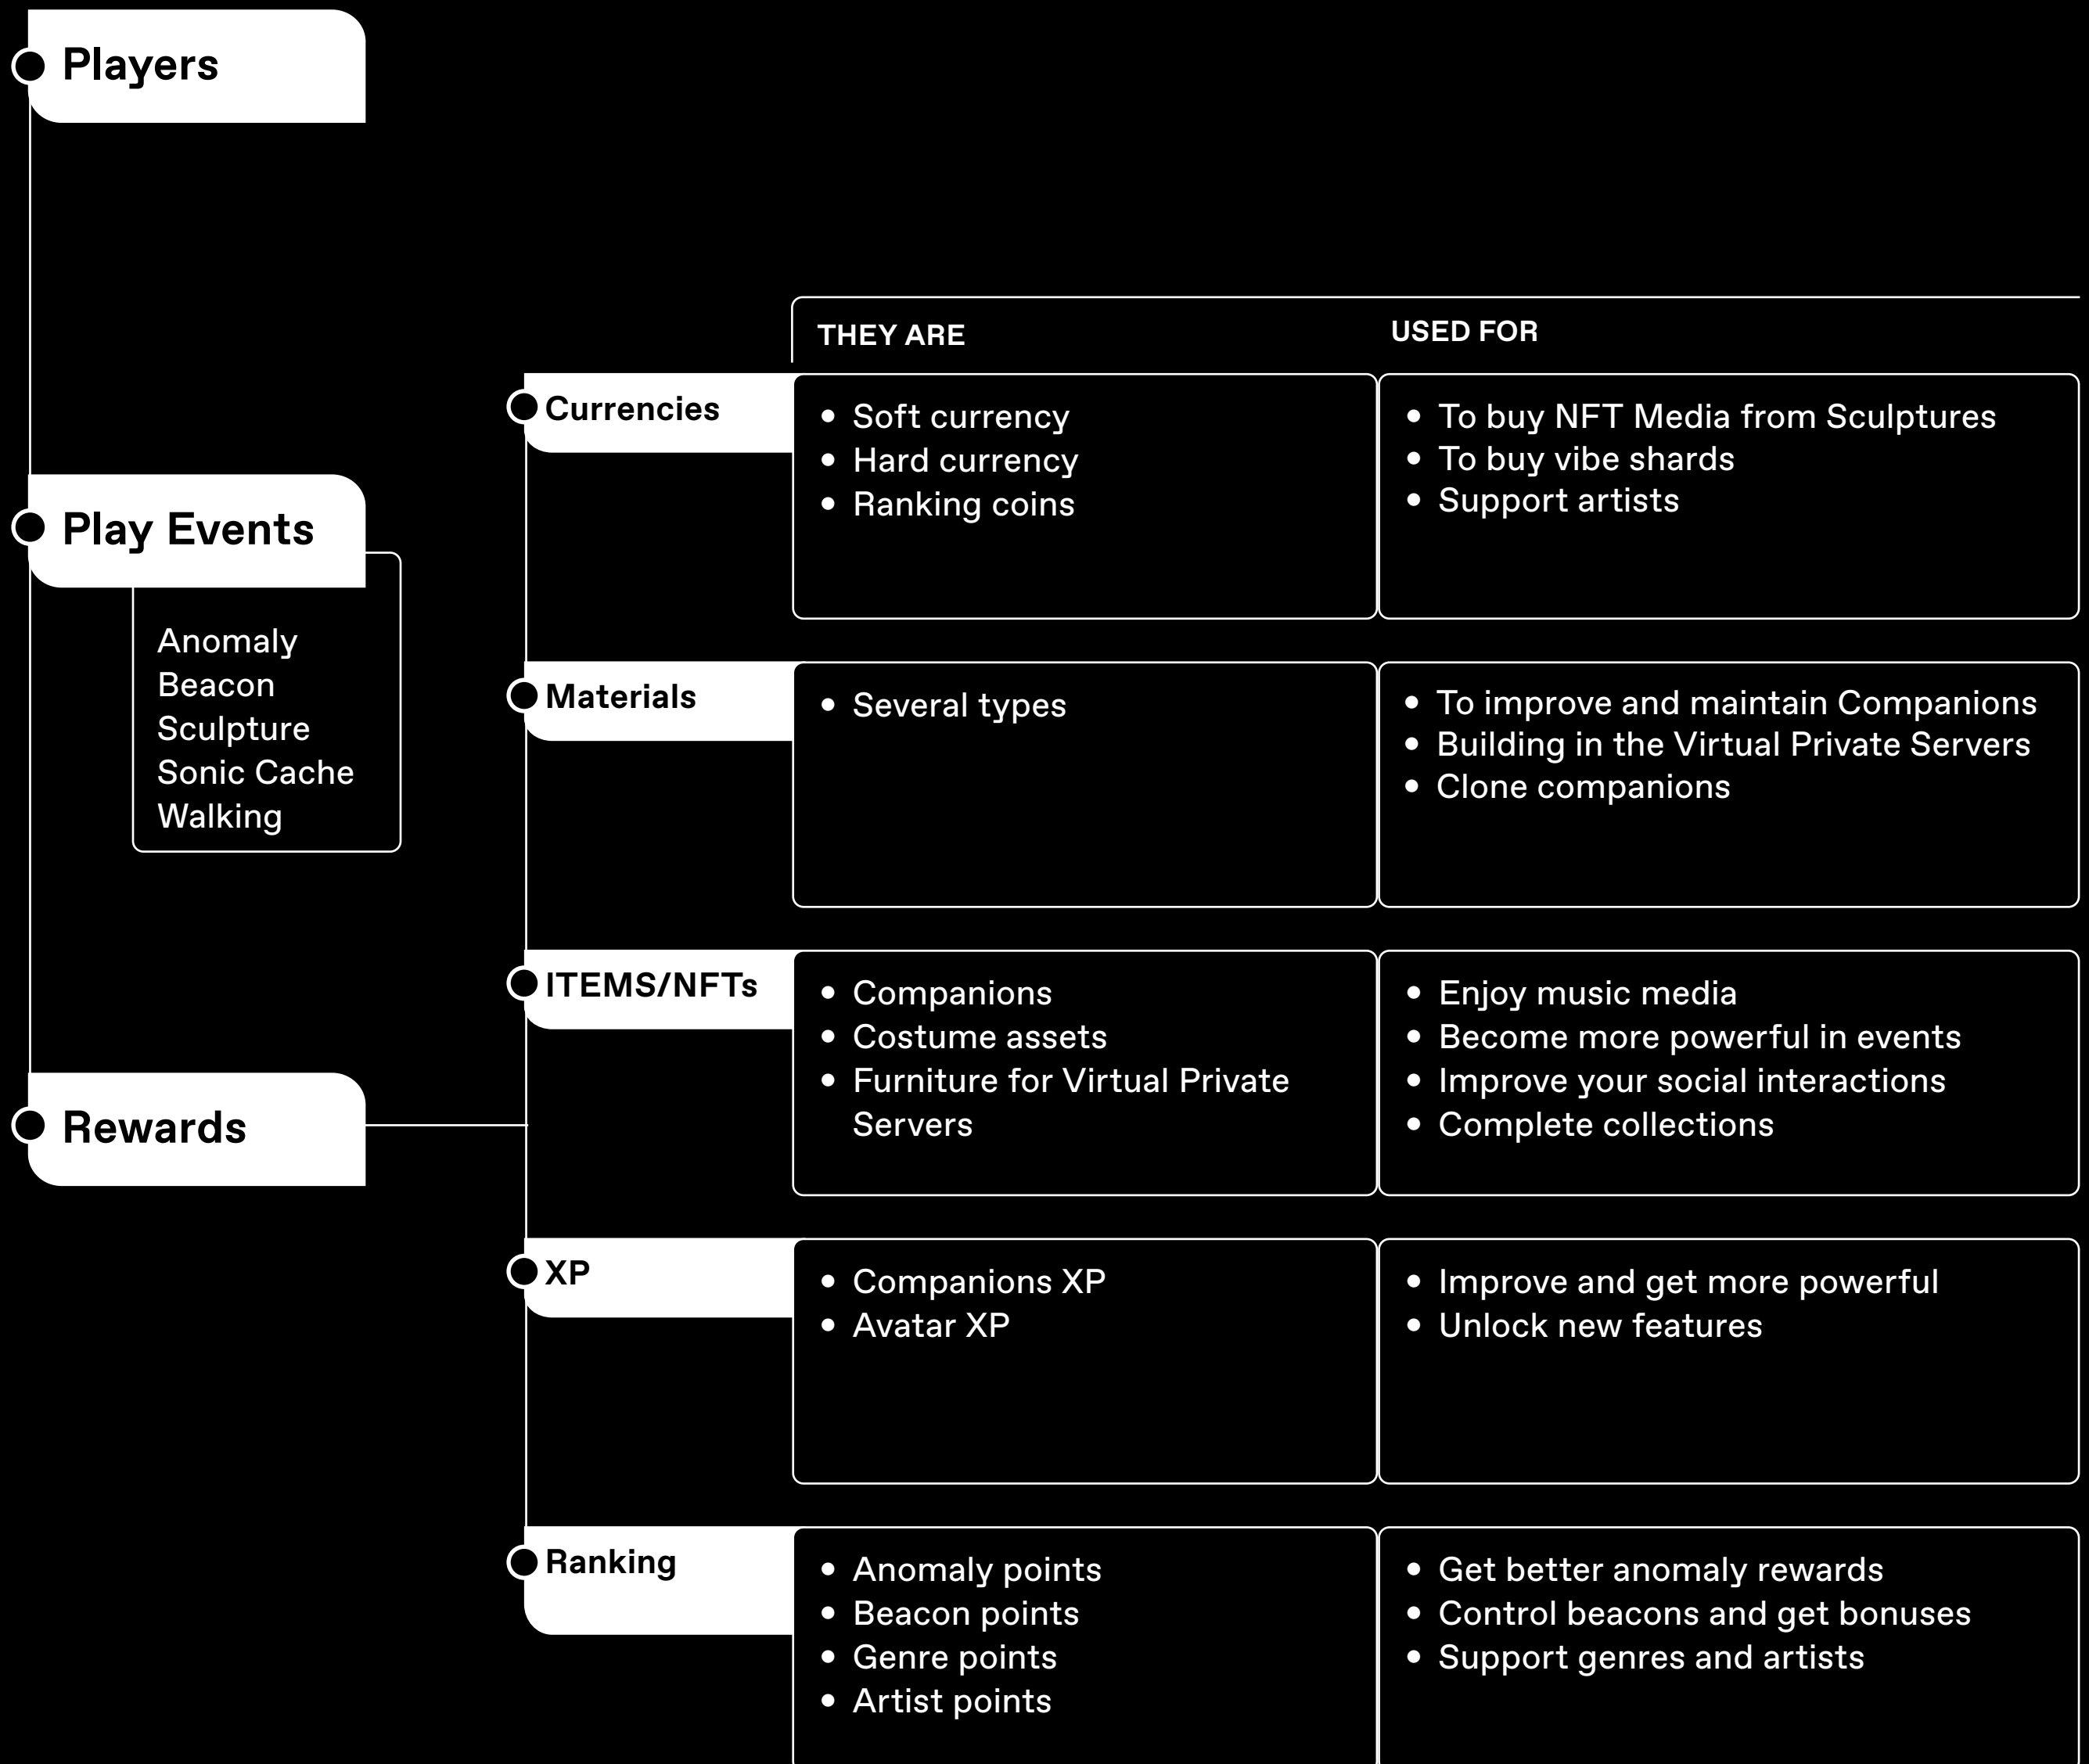 Players
Play Events
Anomaly
Beacon
Sculpture
Sonic Cache
Walking
Rewards
THEY ARE
USED FOR
Currencies
Soft currency
Hard currency
Ranking coins
To buy NFT Media from Sculptures
To buy vibe shards
Support artists
Materials
Several types
To improve and maintain Companions
Building in the Virtual Private Servers
Clone companions
ITEMS/NFTs
Companions
Costume assets
Furniture for Virtual Private
Servers
Enjoy music media
Become more powerful in events
Improve your social interactions
Complete collections
XP
Companions XP
Avatar XP
Improve and get more powerful
Unlock new features
Ranking
Anomaly points
Beacon points
Genre points
Artist points
Get better anomaly rewards
Control beacons and get bonuses
Support genres and artists